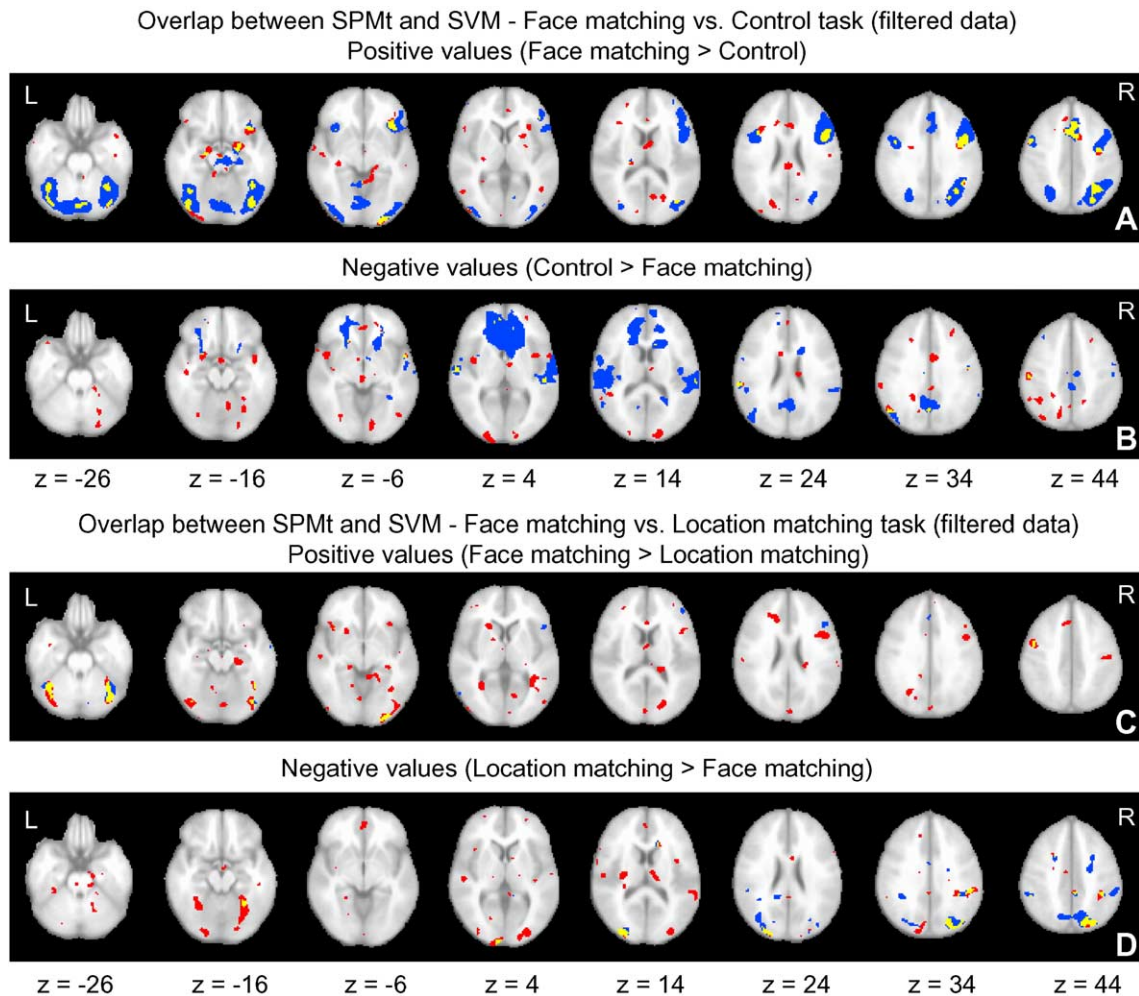 Overlap between SPMt and SVM - Face matching vs. Control task (filtered data)
Positive values (Face matching > Control)
L
R
A
Negative values (Control > Face matching)
L
R
B
z = -26 z = -16 z = -6 z = 4 z = 14 z = 24 z = 34 z = 44
Overlap between SPMt and SVM - Face matching vs. Location matching task (filtered data)
Positive values (Face matching > Location matching)
L
R
C
Negative values (Location matching > Face matching)
L
R
D
z = -26 z = -16 z = -6 z = 4 z = 14 z = 24 z = 34 z = 44